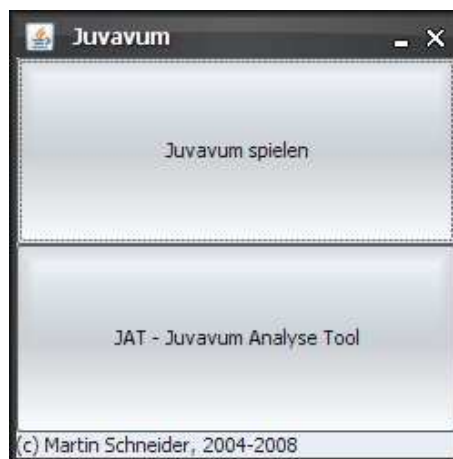 Juvavum
Juvavum spielen
JAT - Juvavum Analyse Tool
(c) Martin Schneider, 2004-2008